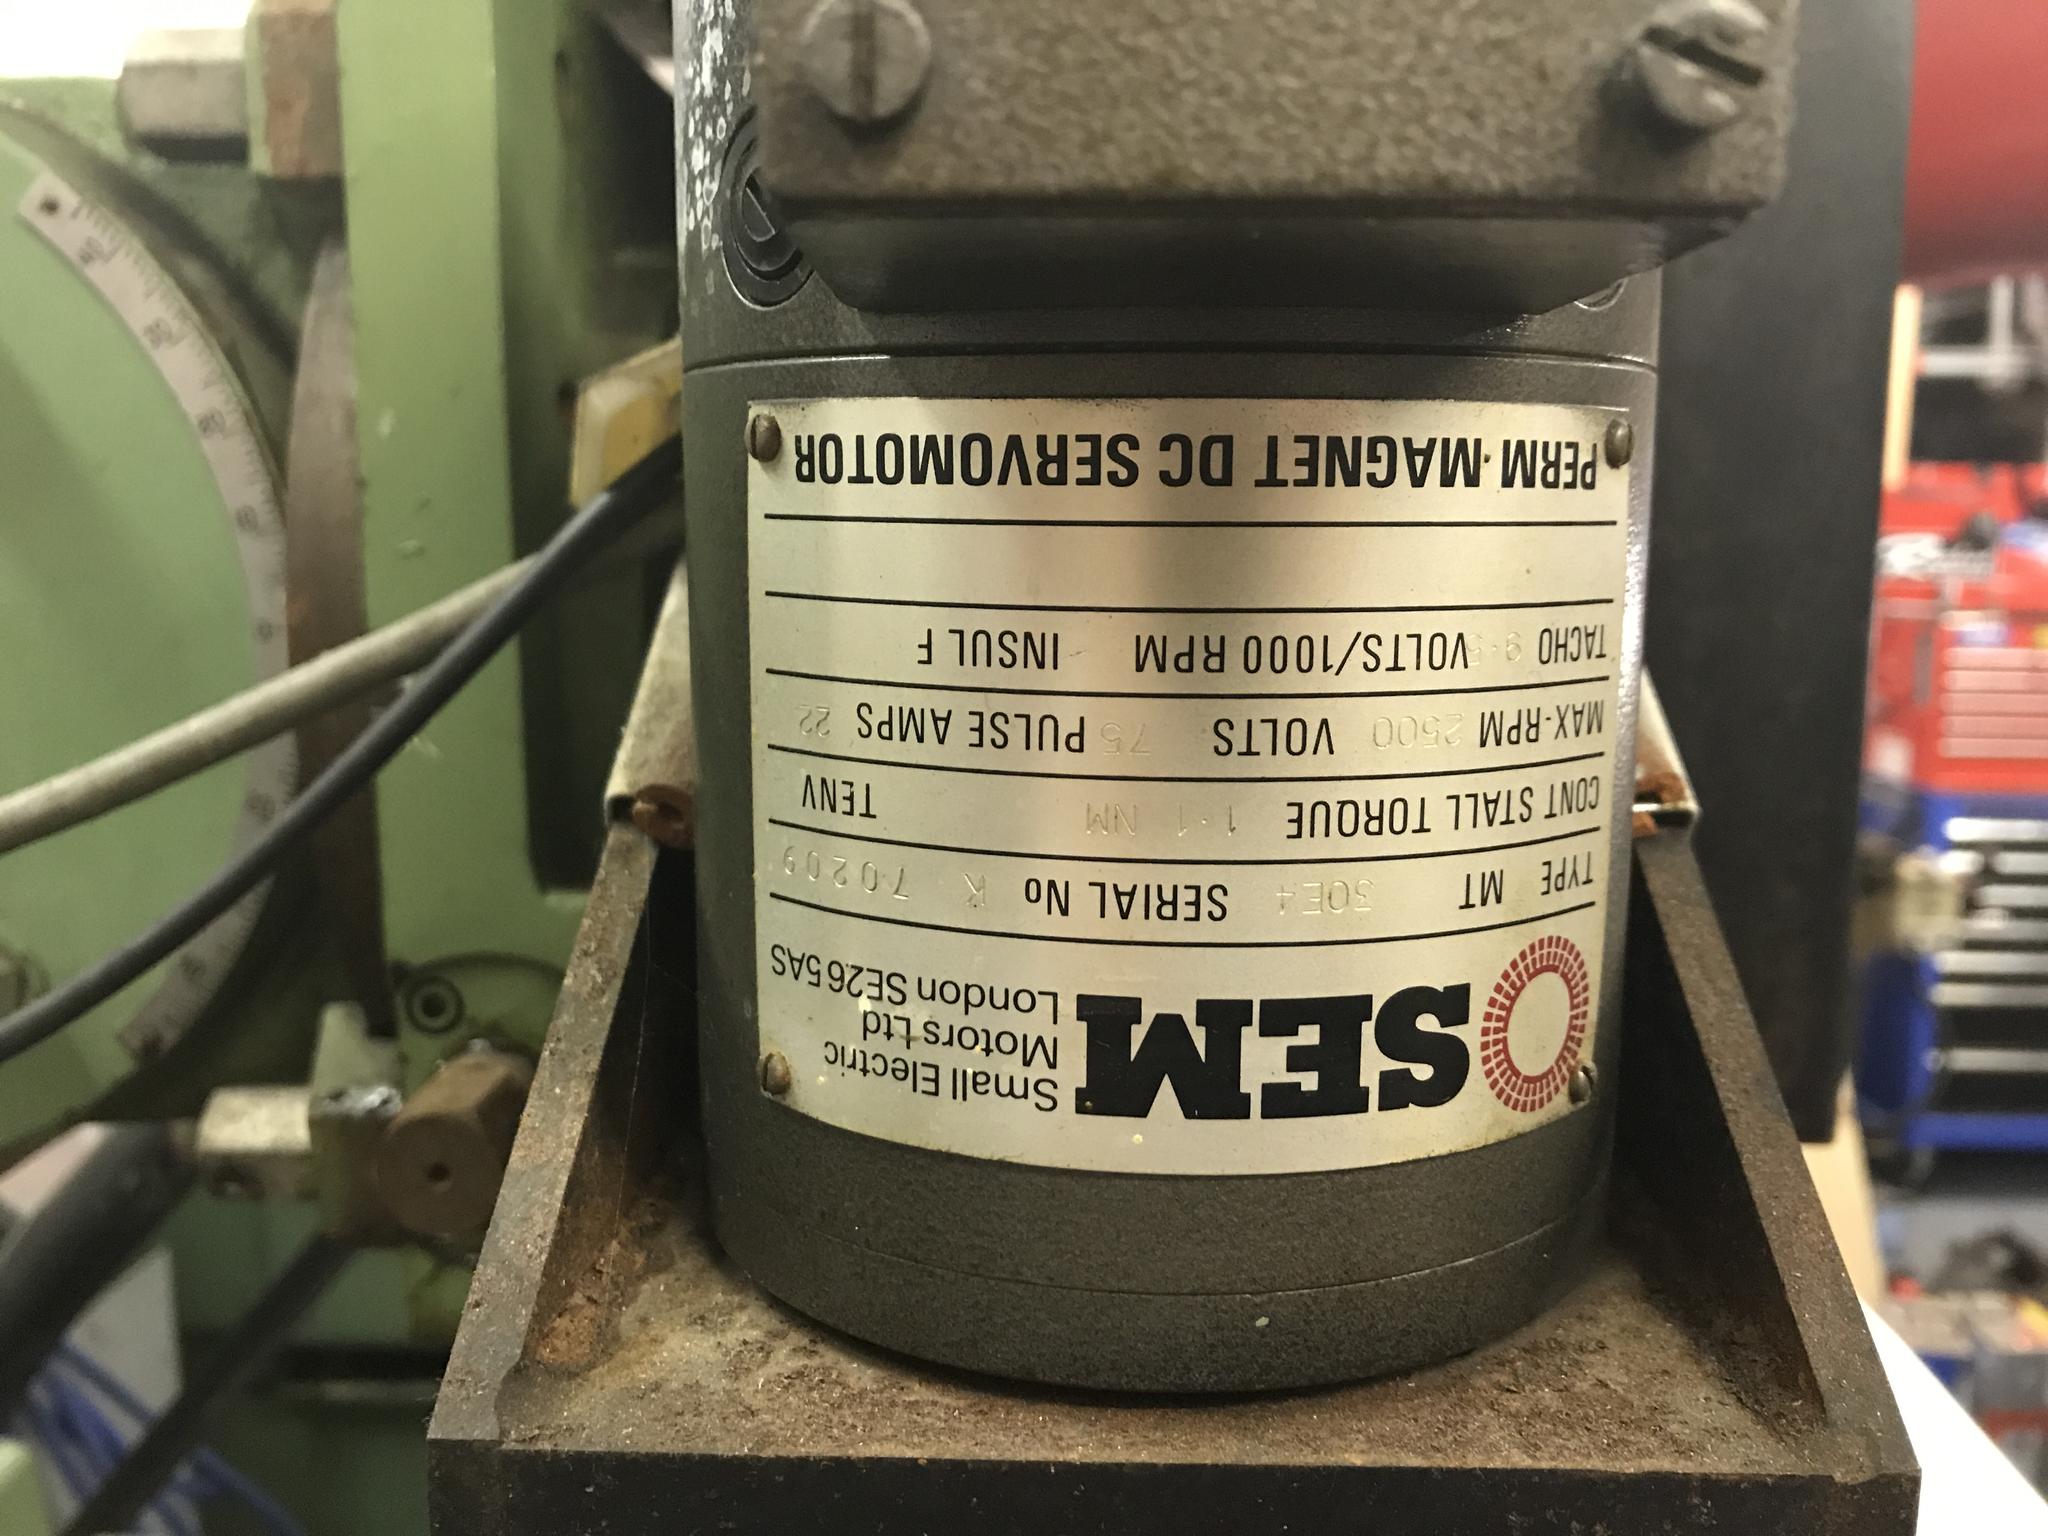 SEM
Small Electric
Motors Ltd
London SE26 5AS
TYPE MT 30E4 SERIAL No K 70209
CONT STALL TORQUE 1·1 NM TENV
MAX-RPM 2500 VOLTS 75 PULSE AMPS 22
TACHO 9·5 VOLTS/1000 RPM INSUL F
PERM·MAGNET DC SERVOMOTOR